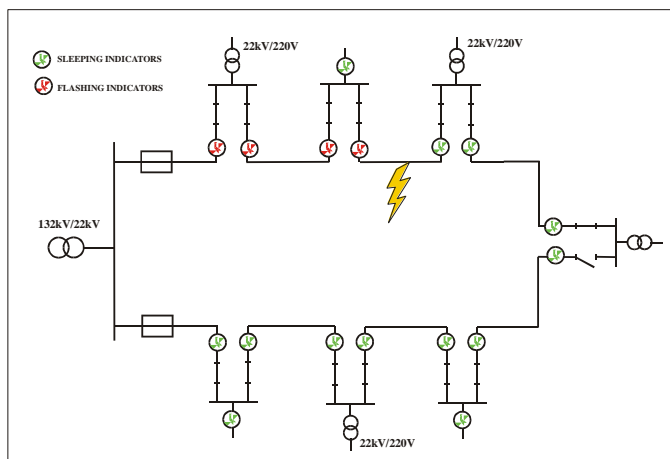 22kV/220V
22kV/220V
SLEEPING INDICATORS
FLASHING INDICATORS
132kV/22kV
22kV/220V